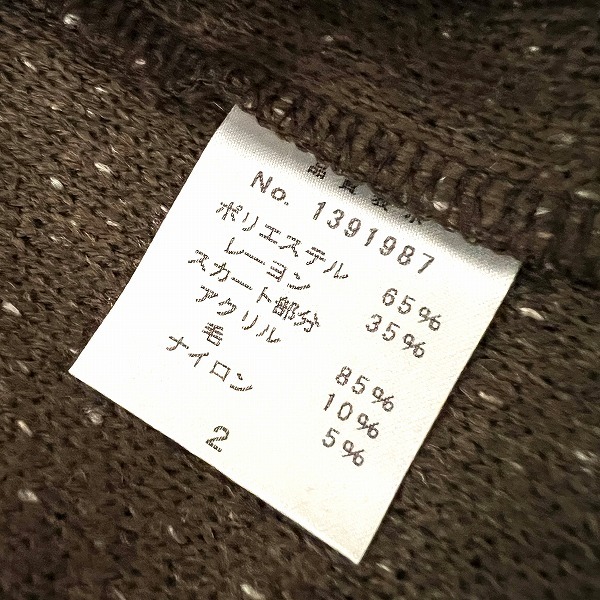 品質表示
No. 1391987
ポリエステル 65%
レーヨン 35%
スカート部分
アクリル 85%
毛 10%
ナイロン 5%
2